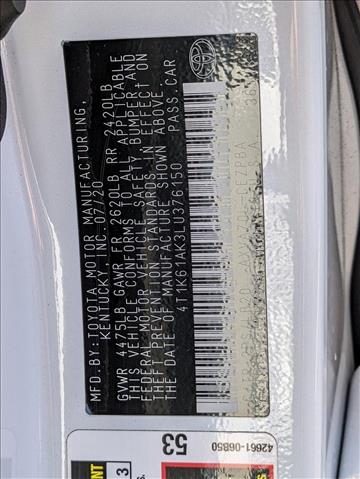 MFD. BY: TOYOTA MOTOR MANUFACTURING,
KENTUCKY, INC. 07/20
GVWR 4475LB GAWR FR 2620LB RR 2420LB
THIS VEHICLE CONFORMS TO ALL APPLICABLE
FEDERAL MOTOR VEHICLE SAFETY, BUMPER, AND
THEFT PREVENTION STANDARDS IN EFFECT ON
THE DATE OF MANUFACTURE SHOWN ABOVE.
4T1K61AK3LU376150 PASS. CAR
42661-06B50
53
NT
3